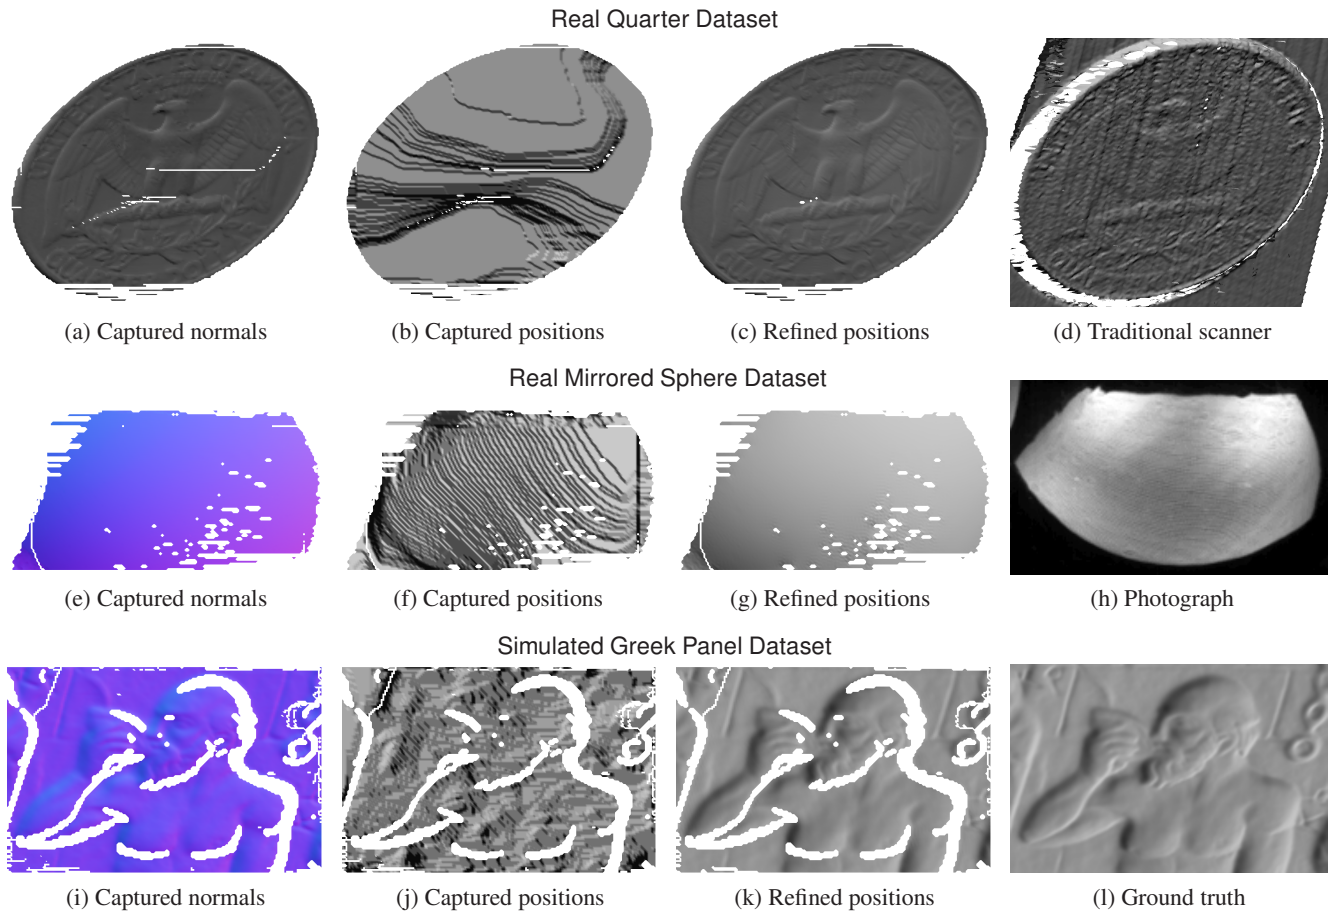 Real Quarter Dataset
(a) Captured normals
(b) Captured positions
(c) Refined positions
(d) Traditional scanner
Real Mirrored Sphere Dataset
(e) Captured normals
(f) Captured positions
(g) Refined positions
(h) Photograph
Simulated Greek Panel Dataset
(i) Captured normals
(j) Captured positions
(k) Refined positions
(l) Ground truth